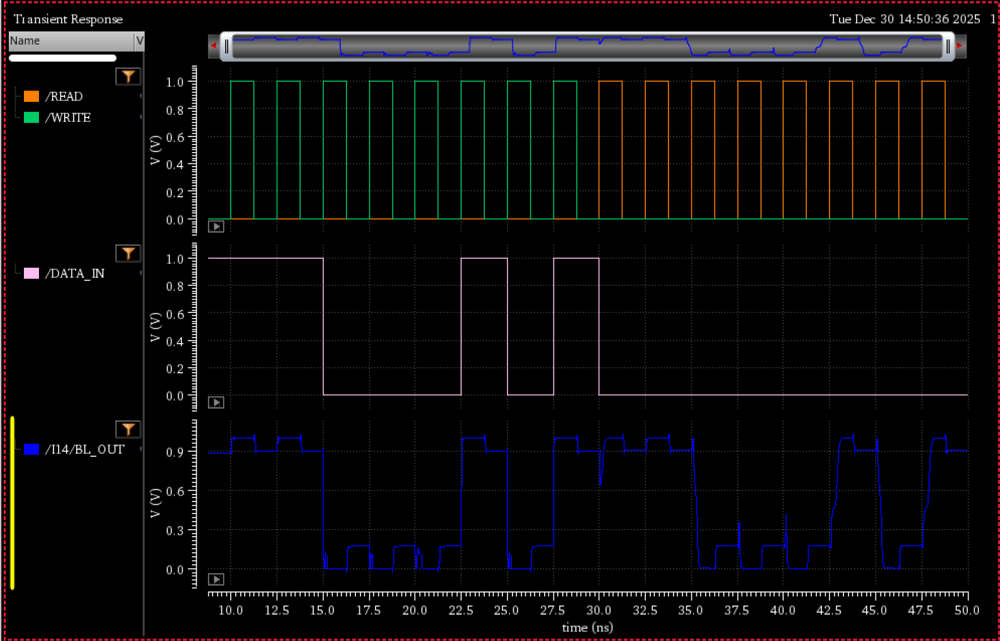 Transient Response
Tue Dec 30 14:50:36 2025 1
Name V
/READ
/WRITE
V (V)
1.0
0.8
0.6
0.4
0.2
0.0
/DATA_IN
V (V)
1.0
0.8
0.6
0.4
0.2
0.0
/I14/BL_OUT
V (V)
0.9
0.6
0.3
0.0
10.0 12.5 15.0 17.5 20.0 22.5 25.0 27.5 30.0 32.5 35.0 37.5 40.0 42.5 45.0 47.5 50.0
time (ns)